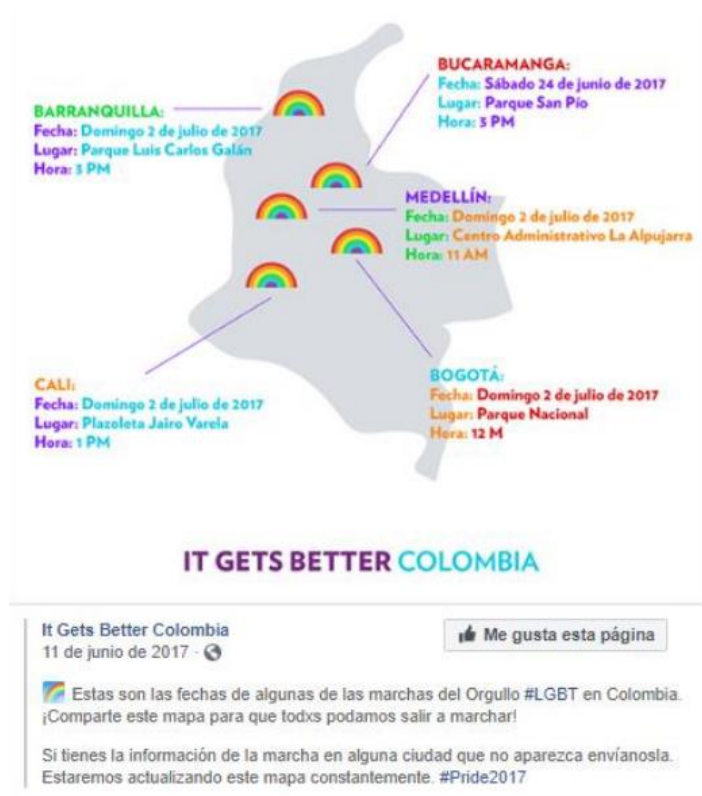 BUCARAMANGA:
Fecha: Sábado 24 de junio de 2017
Lugar: Parque San Pío
Hora: 3 PM
BARRANQUILLA:
Fecha: Domingo 2 de julio de 2017
Lugar: Parque Luis Carlos Galán
Hora: 3 PM
MEDELLÍN:
Fecha: Domingo 2 de julio de 2017
Lugar: Centro Administrativo La Alpujarra
Hora: 11 AM
CALI:
Fecha: Domingo 2 de julio de 2017
Lugar: Plazoleta Jairo Varela
Hora: 1 PM
BOGOTÁ:
Fecha: Domingo 2 de julio de 2017
Lugar: Parque Nacional
Hora: 12 M
IT GETS BETTER COLOMBIA
It Gets Better Colombia
11 de junio de 2017 ·
Me gusta esta página
Estas son las fechas de algunas de las marchas del Orgullo #LGBT en Colombia.
¡Comparte este mapa para que todxs podamos salir a marchar!
Si tienes la información de la marcha en alguna ciudad que no aparezca envíanosla.
Estaremos actualizando este mapa constantemente. #Pride2017